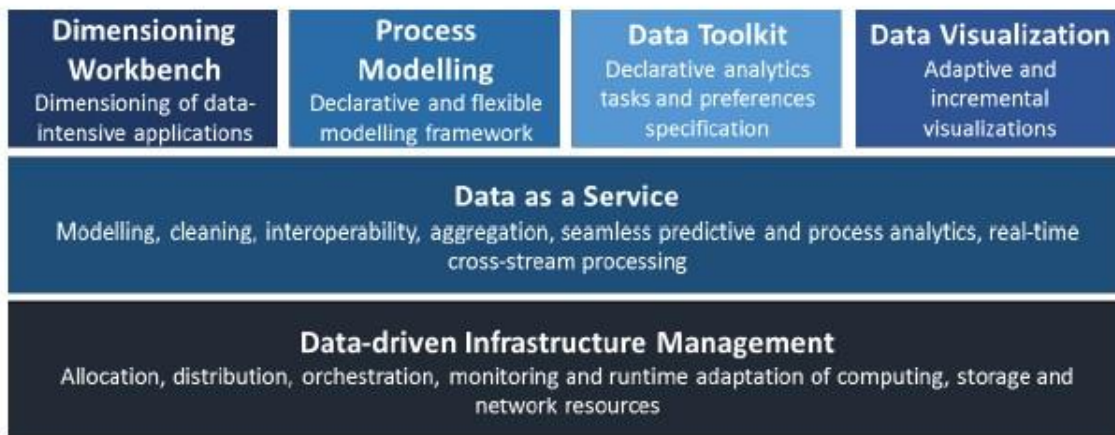 Dimensioning
Workbench
Dimensioning of data-
intensive applications
Process
Modelling
Declarative and flexible
modelling framework
Data Toolkit
Declarative analytics
tasks and preferences
specification
Data Visualization
Adaptive and
incremental
visualizations
Data as a Service
Modelling, cleaning, interoperability, aggregation, seamless predictive and process analytics, real-time
cross-stream processing
Data-driven Infrastructure Management
Allocation, distribution, orchestration, monitoring and runtime adaptation of computing, storage and
network resources